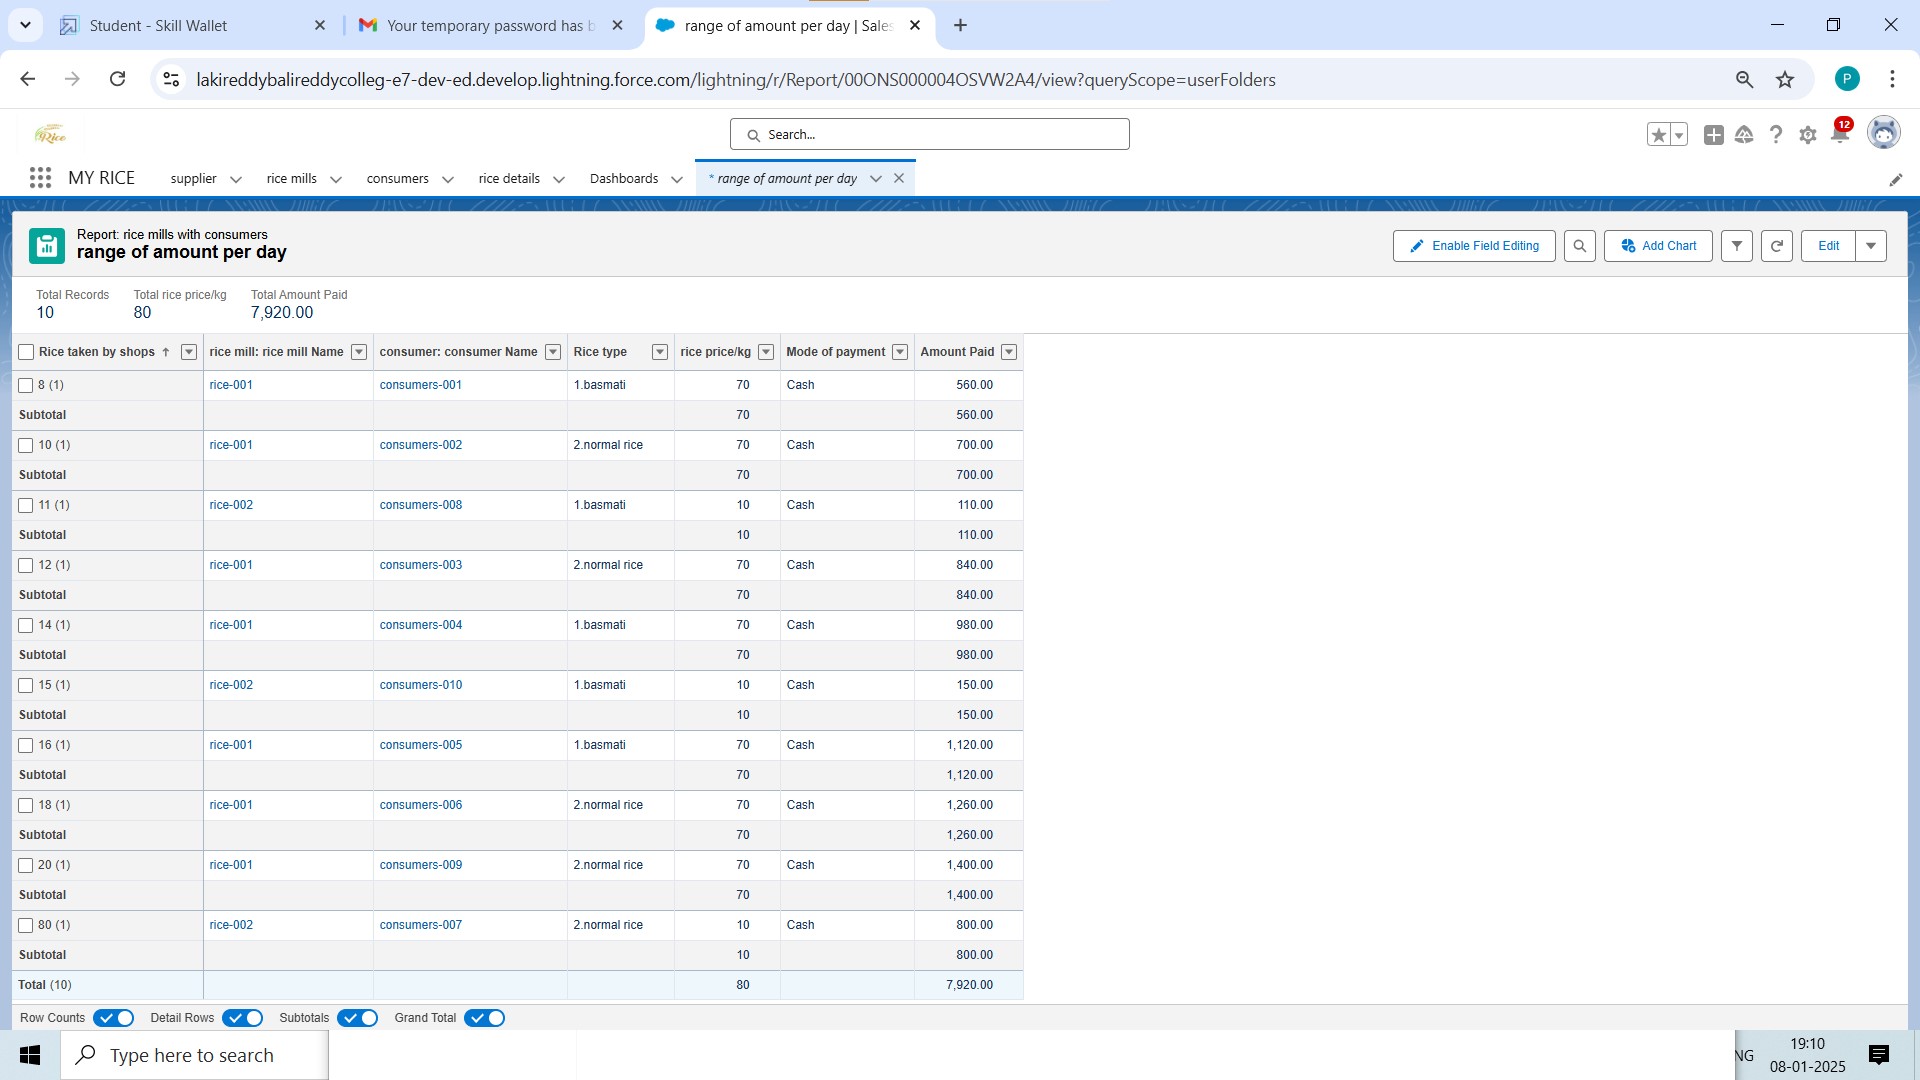 Student - Skill Wallet
Your temporary password has b
range of amount per day | Sales
P
lakireddybalireddycolleg-e7-dev-ed.develop.lightning.force.com/lightning/r/Report/00ONS000004OSVW2A4/view?queryScope=userFolders
Rice
Search...
12
MY RICE supplier rice mills consumers rice details Dashboards * range of amount per day
Report: rice mills with consumers
range of amount per day
Enable Field Editing Add Chart Edit
Total Records Total rice price/kg Total Amount Paid
10 80 7,920.00
Rice taken by shops ↑ rice mill: rice mill Name consumer: consumer Name Rice type rice price/kg Mode of payment Amount Paid
8 (1) rice-001 consumers-001 1.basmati 70 Cash 560.00
Subtotal 70 560.00
10 (1) rice-001 consumers-002 2.normal rice 70 Cash 700.00
Subtotal 70 700.00
11 (1) rice-002 consumers-008 1.basmati 10 Cash 110.00
Subtotal 10 110.00
12 (1) rice-001 consumers-003 2.normal rice 70 Cash 840.00
Subtotal 70 840.00
14 (1) rice-001 consumers-004 1.basmati 70 Cash 980.00
Subtotal 70 980.00
15 (1) rice-002 consumers-010 1.basmati 10 Cash 150.00
Subtotal 10 150.00
16 (1) rice-001 consumers-005 1.basmati 70 Cash 1,120.00
Subtotal 70 1,120.00
18 (1) rice-001 consumers-006 2.normal rice 70 Cash 1,260.00
Subtotal 70 1,260.00
20 (1) rice-001 consumers-009 2.normal rice 70 Cash 1,400.00
Subtotal 70 1,400.00
80 (1) rice-002 consumers-007 2.normal rice 10 Cash 800.00
Subtotal 10 800.00
Total (10) 80 7,920.00
Row Counts Detail Rows Subtotals Grand Total
Type here to search
NG
19:10
08-01-2025